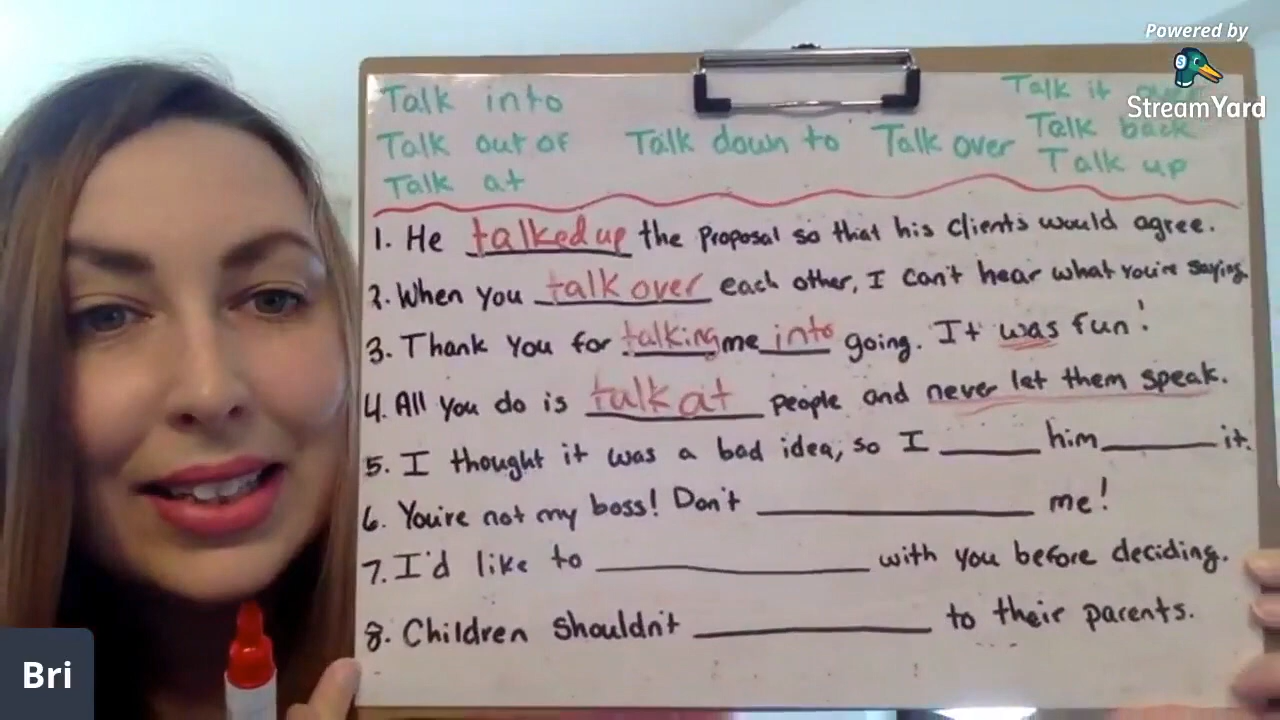 Powered by
StreamYard
Talk into
Talk it
Talk out of Talk down to Talk over Talk back
Talk at Talk up
1. He talked up the proposal so that his clients would agree.
2. When you talk over each other, I can't hear what you're saying.
3. Thank you for talking me into going. It was fun!
4. All you do is talk at people and never let them speak.
5. I thought it was a bad idea, so I ____ him ____ it.
6. You're not my boss! Don't ____ me!
7. I'd like to ____ with you before deciding.
8. Children shouldn't ____ to their parents.
Bri